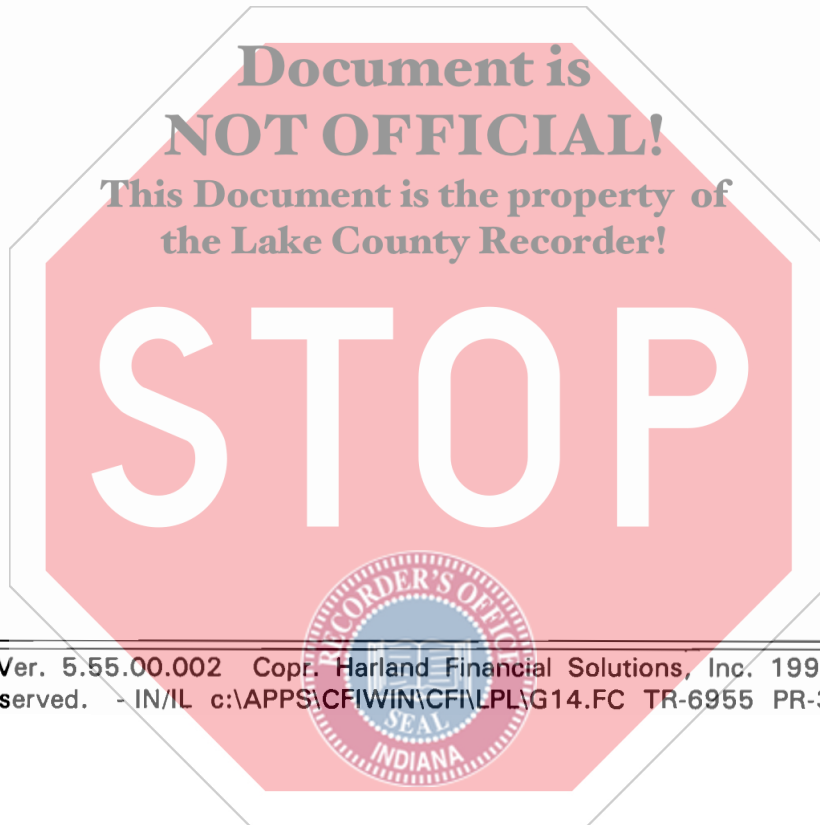 Document is
NOT OFFICIAL!
This Document is the property of
the Lake County Recorder!
STOP
RECORDER'S OFFICE
Ver. 5.55.00.002 Copr. Harland Financial Solutions, Inc. 199
served. - IN/IL c:\APPS\CFIWIN\CFI\LPL\G14.FC TR-6955 PR-3
SEAL
INDIANA